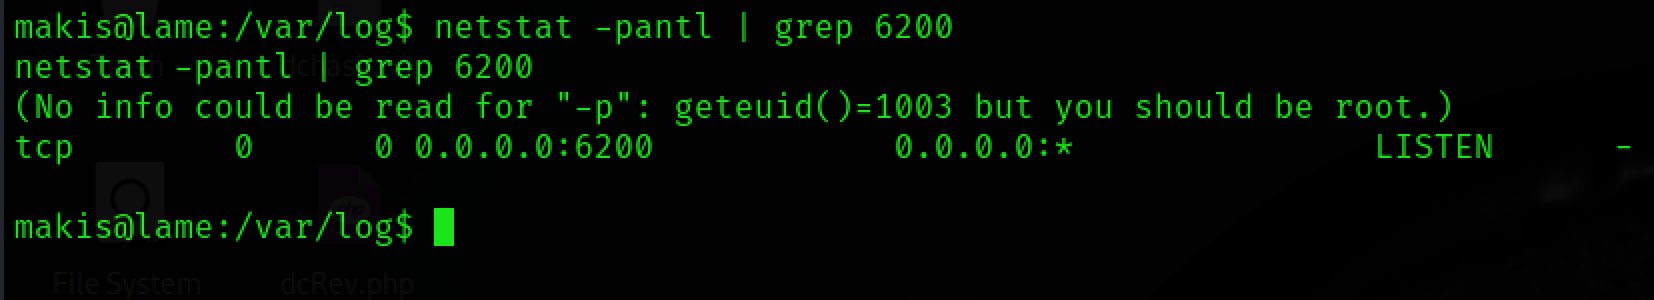 makis@lame:/var/log$ netstat -pantl | grep 6200
netstat -pantl | grep 6200
(No info could be read for "-p": geteuid()=1003 but you should be root.)
tcp        0      0 0.0.0.0:6200            0.0.0.0:*               LISTEN      -
makis@lame:/var/log$
File System
dcRev.php